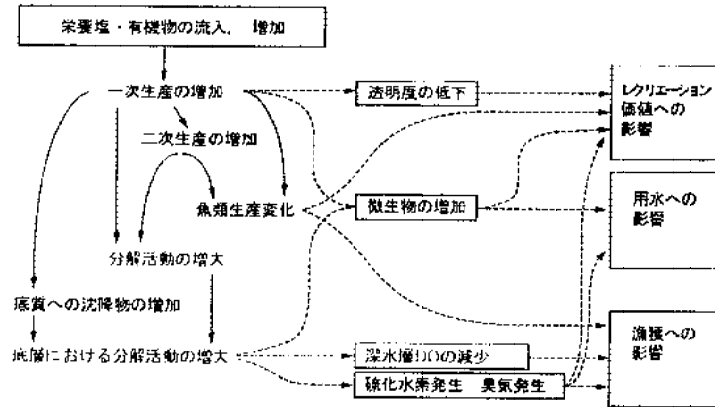 栄養塩・有機物の流入, 増加
一次生産の増加
透明度の低下
レクリエーション
価値への
影響
二次生産の増加
魚類生産変化
微生物の増加
用水への
影響
分解活動の増大
底質への沈降物の増加
漁獲への
影響
底層における分解活動の増大
深水層DOの減少
硫化水素発生 臭気発生